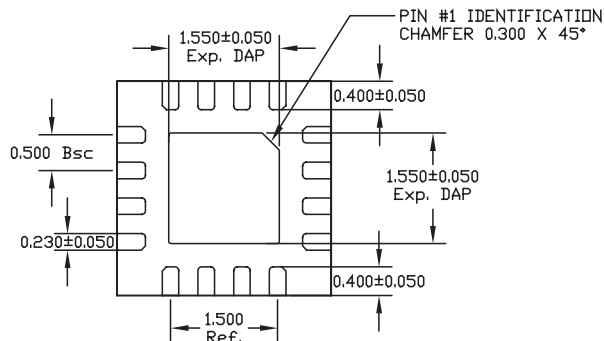 PIN #1 IDENTIFICATION
CHAMFER 0.300 X 45°
1.550±0.050
Exp. DAP
0.400±0.050
0.500 Bsc
1.550±0.050
Exp. DAP
0.230±0.050
0.400±0.050
1.500
Ref.